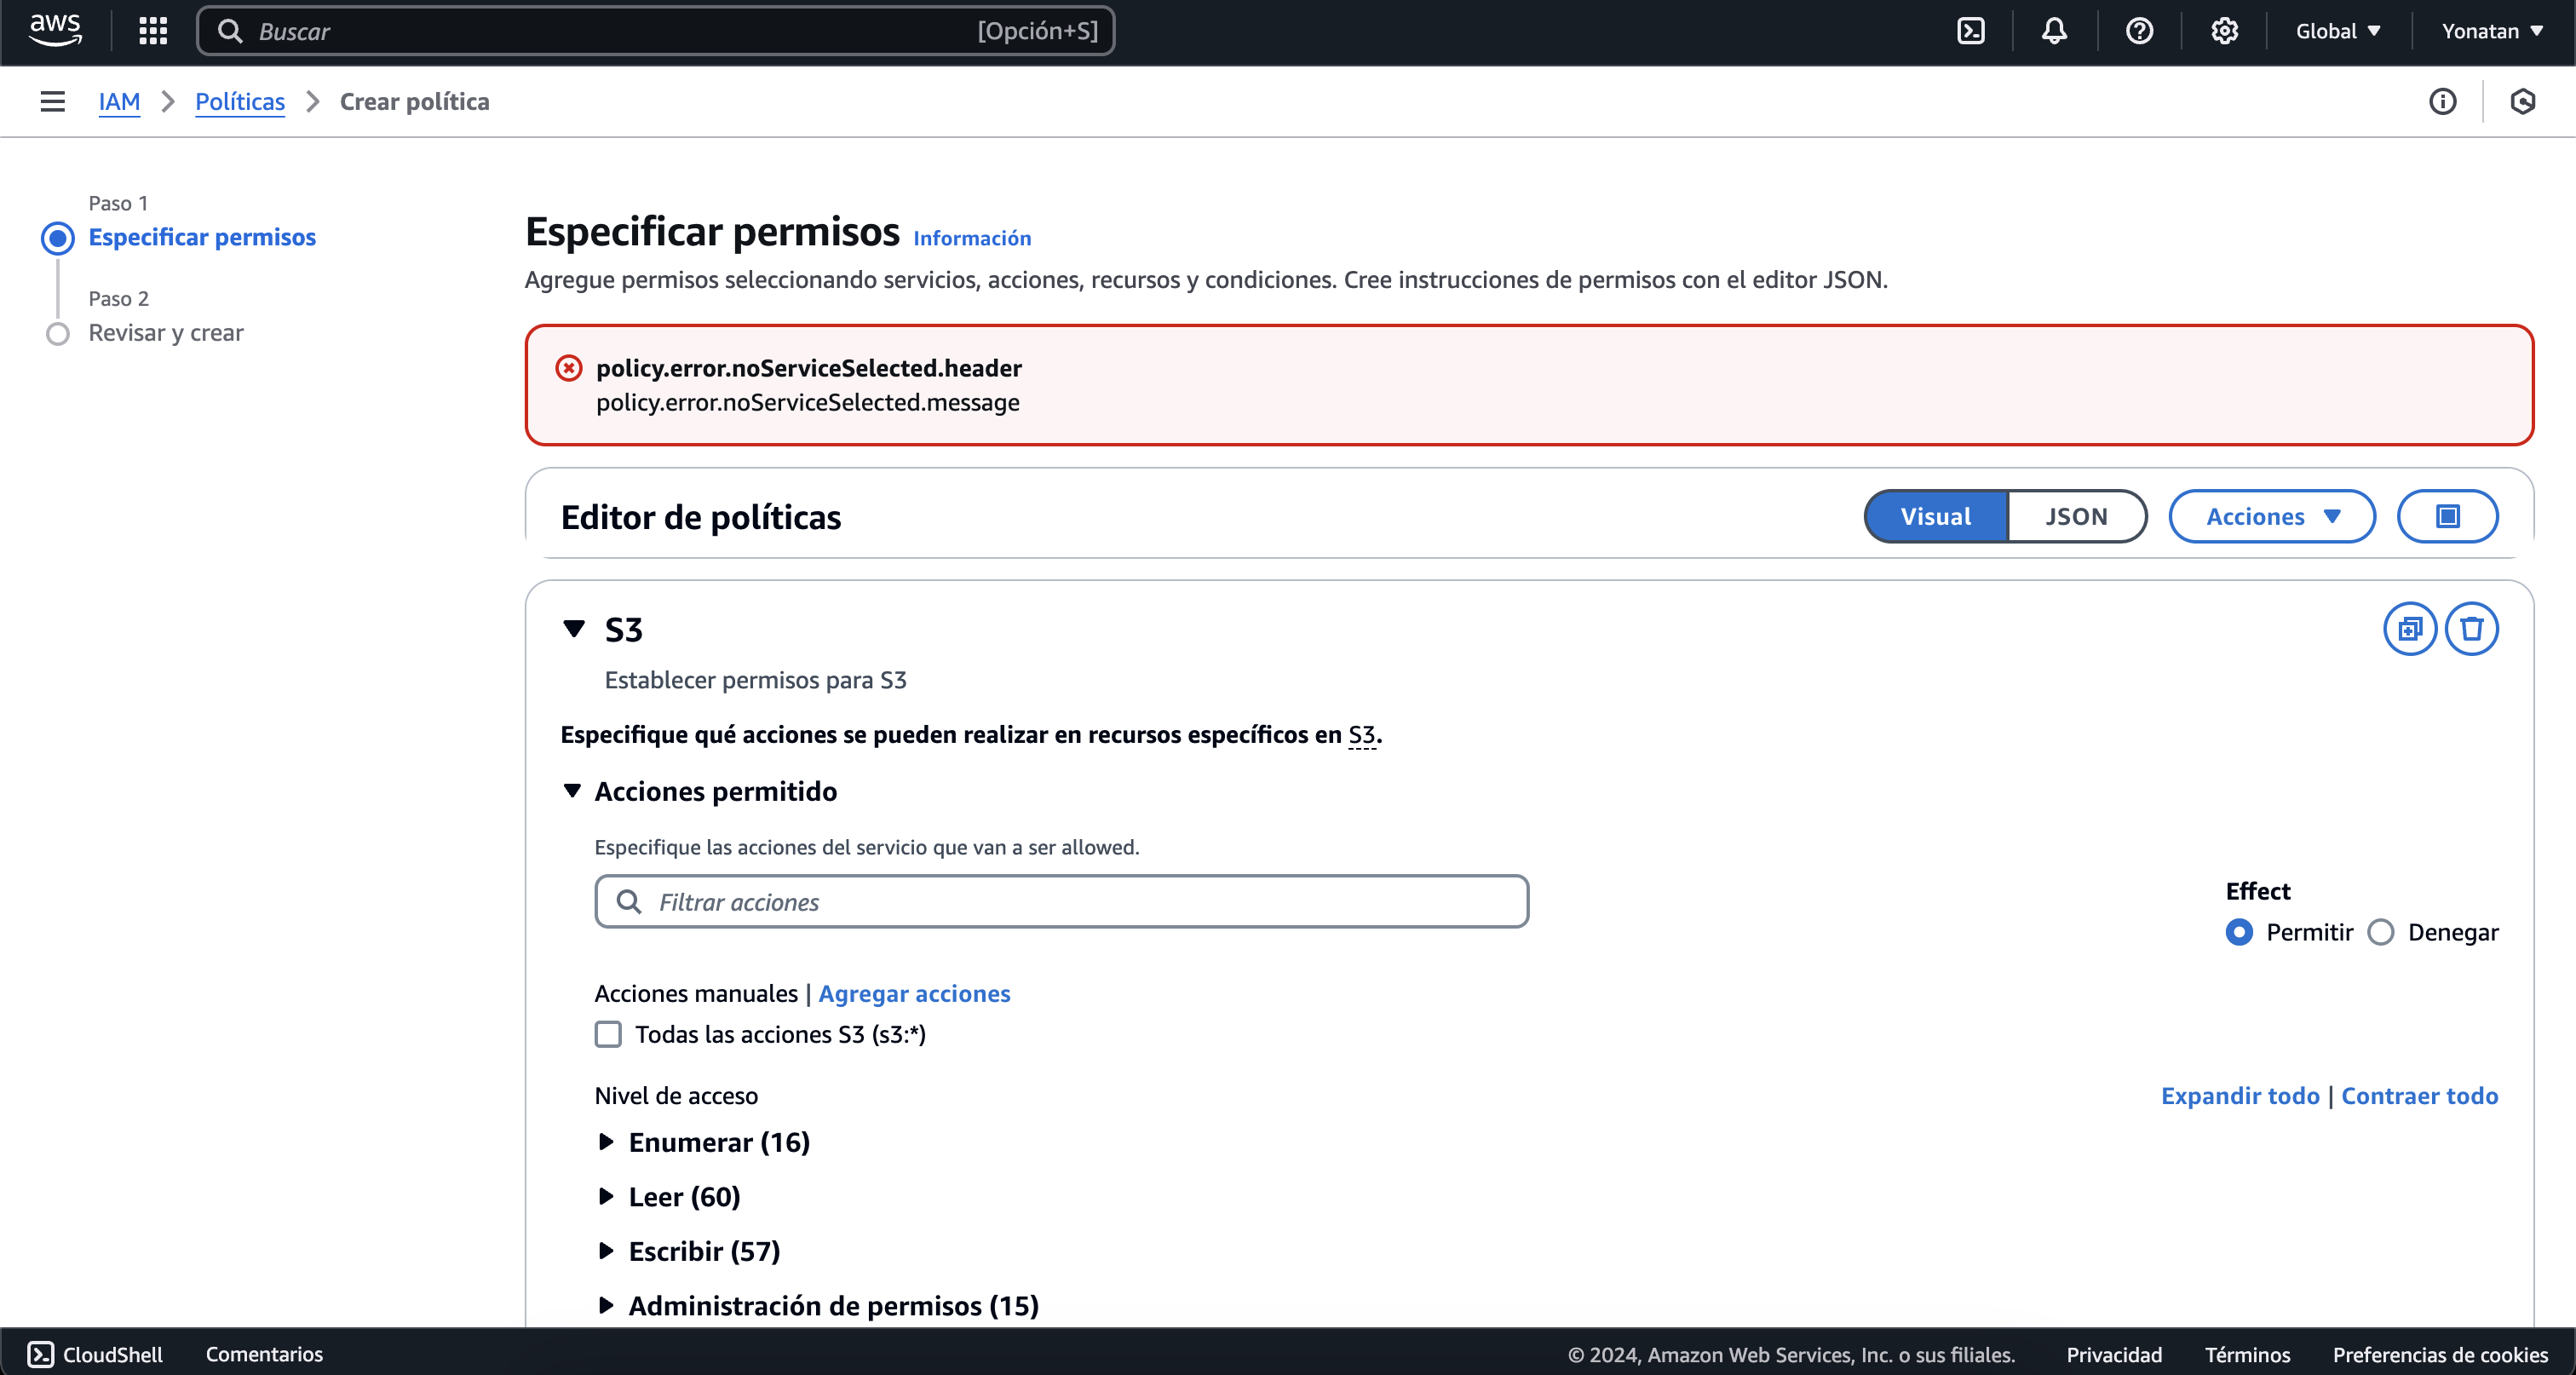 aws
Buscar
[Opción+S]
Global
Yonatan
IAM
Políticas
Crear política
Paso 1
Especificar permisos
Paso 2
Revisar y crear
Especificar permisos Información
Agregue permisos seleccionando servicios, acciones, recursos y condiciones. Cree instrucciones de permisos con el editor JSON.
policy.error.noServiceSelected.header
policy.error.noServiceSelected.message
Editor de políticas
Visual
JSON
Acciones
S3
Establecer permisos para S3
Especifique qué acciones se pueden realizar en recursos específicos en S3.
Acciones permitido
Especifique las acciones del servicio que van a ser allowed.
Filtrar acciones
Effect
Permitir
Denegar
Acciones manuales | Agregar acciones
Todas las acciones S3 (s3:*)
Nivel de acceso
Expandir todo | Contraer todo
Enumerar (16)
Leer (60)
Escribir (57)
Administración de permisos (15)
CloudShell
Comentarios
© 2024, Amazon Web Services, Inc. o sus filiales.
Privacidad
Términos
Preferencias de cookies